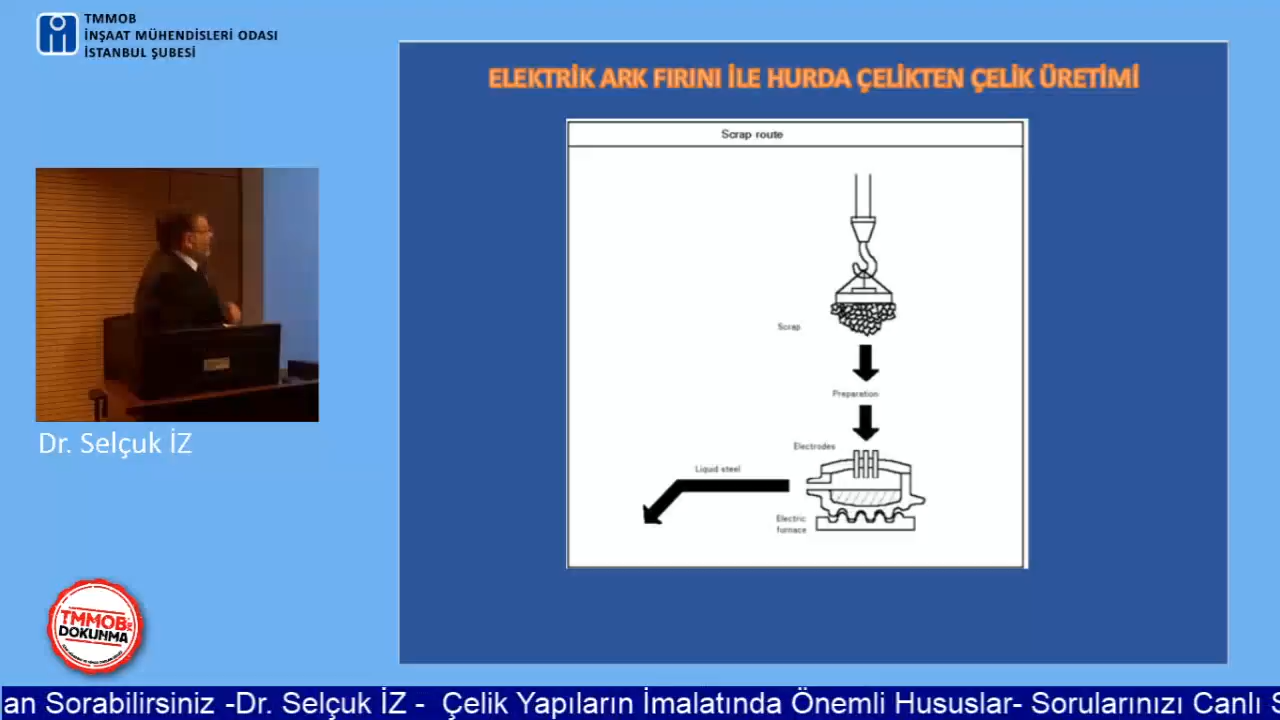 TMMOB
İNŞAAT MÜHENDİSLERİ ODASI
İSTANBUL ŞUBESİ
ELEKTRİK ARK FIRINI İLE HURDA ÇELİKTEN ÇELİK ÜRETİMİ
Scrap route
Scrap
Preparation
Electrodes
Liquid steel
Electric
furnace
Dr. Selçuk İZ
TMMOB
DOKUNMA
an Sorabilirsiniz -Dr. Selçuk İZ - Çelik Yapıların İmalatında Önemli Hususlar- Sorularınızı Canlı S